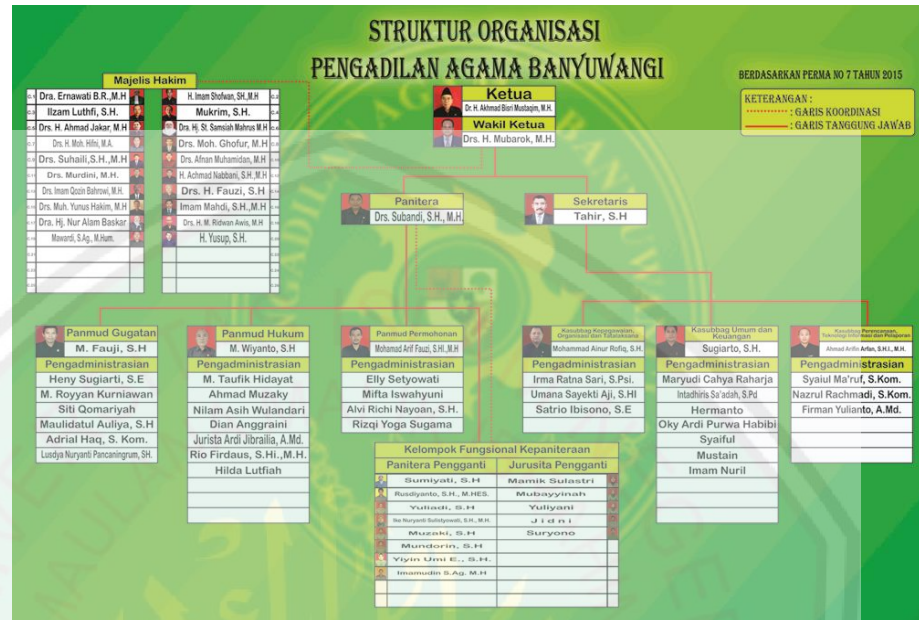 STRUKTUR ORGANISASI
PENGADILAN AGAMA BANYUWANGI
BERDASARKAN PERMA NO 7 TAHUN 2015
KETERANGAN :
: GARIS KOORDINASI
: GARIS TANGGUNG JAWAB
Majelis Hakim
Dra. Ernawati B.R.,M.H
Ilzam Luthfi, S.H.
Drs. H. Ahmad Jakar, M.H
Drs. H. Moh. Hifni, M.A.
Drs. Suhaili,S.H.,M.H
Drs. Murdini, M.H.
Drs. Imam Qozin Bahrowi, M.H.
Drs. Muh. Yunus Hakim, M.H
Dra. Hj. Nur Alam Baskar
Mawardi, S.Ag., M.Hum.
H. Imam Shofwan, SH.,M.H
Mukrim, S.H.
Dra. Hj. St. Samsiah Mahrus M.H
Drs. Moh. Ghofur, M.H
Drs. Afnan Muhamidan, M.H
H. Achmad Nabbani, S.H.,M.H
Drs. H. Fauzi, S.H
Imam Mahdi, S.H.,M.H
Drs. H. M. Ridwan Awis, M.H
H. Yusup, S.H.
Ketua
Dr. H. Akhmad Bisri Mustaqim, M.H.
Wakil Ketua
Drs. H. Mubarok, M.H.
Panitera
Drs. Subandi, S.H., M.H,
Sekretaris
Tahir, S.H
Panmud Gugatan
M. Fauji, S.H
Pengadministrasian
Heny Sugiarti, S.E
M. Royyan Kurniawan
Siti Qomariyah
Maulidatul Auliya, S.H
Adrial Haq, S. Kom.
Lusdya Nuryanti Pancaningrum, SH.
Panmud Hukum
M. Wiyanto, S.H
Pengadministrasian
M. Taufik Hidayat
Ahmad Muzaky
Nilam Asih Wulandari
Dian Anggraini
Jurista Ardi Jibrailia, A.Md.
Rio Firdaus, S.Hi.,M.H.
Hilda Lutfiah
Panmud Permohonan
Mohamad Arif Fauzi, S.HI.,M.H
Pengadministrasian
Elly Setyowati
Mifta Iswahyuni
Alvi Richi Nayoan, S.H.
Rizqi Yoga Sugama
Kasubbag Kepegawaian,
Organisasi dan Tatalaksana
Mohammad Ainur Rofiq, S.H.
Pengadministrasian
Irma Ratna Sari, S.Psi.
Umana Sayekti Aji, S.HI
Satrio Ibisono, S.E
Kasubbag Umum dan
Keuangan
Sugiarto, S.H.
Pengadministrasian
Maryudi Cahya Raharja
Intadhiris Sa'adah, S.Pd
Hermanto
Oky Ardi Purwa Habibi
Syaiful
Mustain
Imam Nuril
Kasubbag Perencanaan,
Teknologi Informasi dan Pelaporan
Ahmad Arifin Arfan, S.H.I., M.H.
Pengadministrasian
Syaiul Ma'ruf, S.Kom.
Nazrul Rachmadi, S.Kom.
Firman Yulianto, A.Md.
Kelompok Fungsional Kepaniteraan
Panitera Pengganti
Sumiyati, S.H
Rusdiyanto, S.H., M.HES.
Yuliadi, S.H
Ike Nuryanti Sulistyowati, S.H., M.H.
Muzaki, S.H
Mundorin, S.H
Yiyin Umi E., S.H.
Imamudin S.Ag. M.H
Jurusita Pengganti
Mamik Sulastri
Mubayyinah
Yuliyani
J i d n i
Suryono